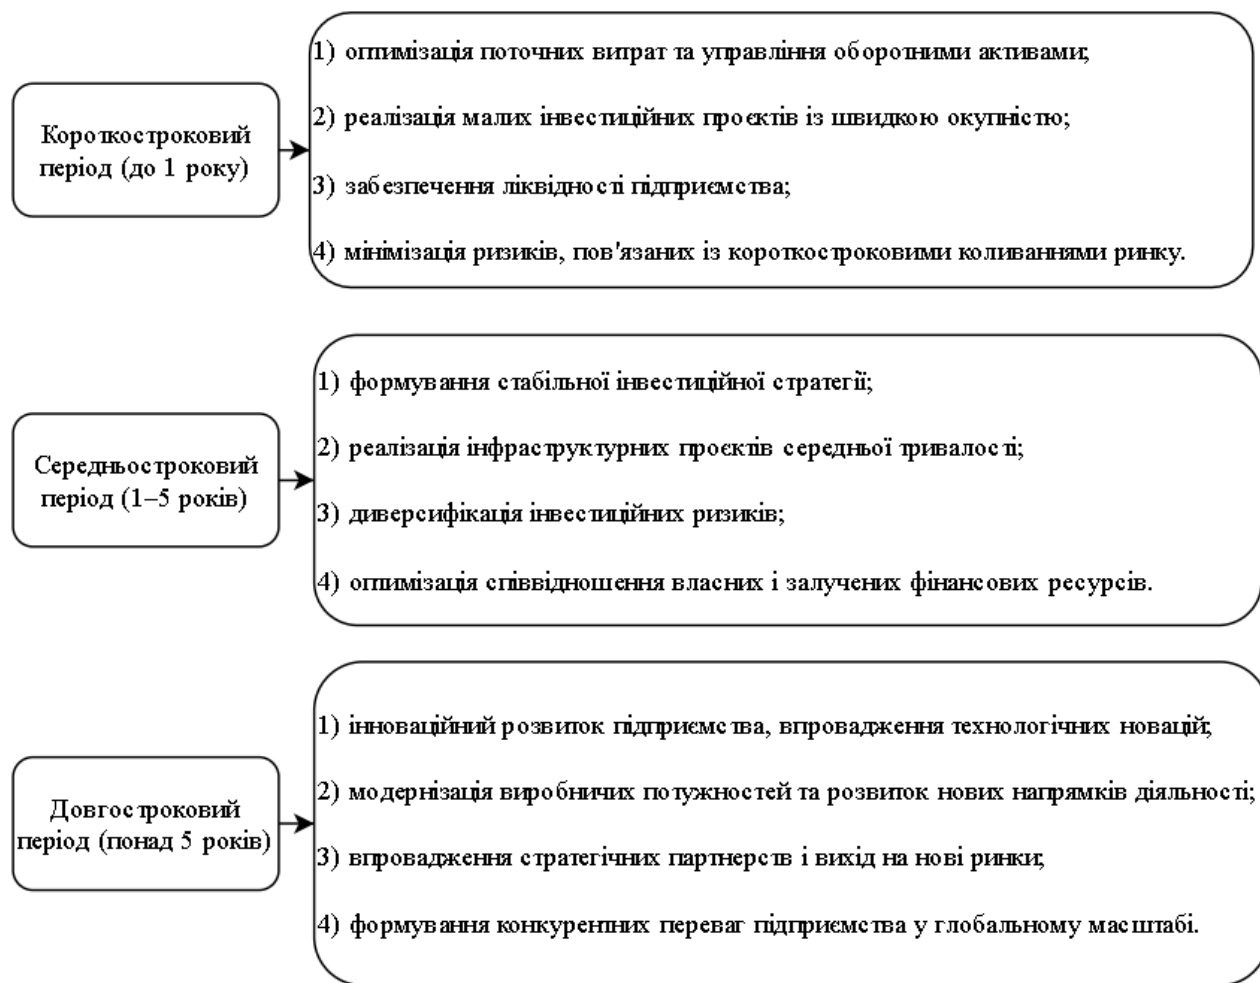 Короткостроковий
період (до 1 року)
1) оптимізація поточних витрат та управління оборотними активами;
2) реалізація малих інвестиційних проєктів із швидкою окупністю;
3) забезпечення ліквідності підприємства;
4) мінімізація ризиків, пов'язаних із короткостроковими коливаннями ринку.
Середньостроковий
період (1–5 років)
1) формування стабільної інвестиційної стратегії;
2) реалізація інфраструктурних проєктів середньої тривалості;
3) диверсифікація інвестиційних ризиків;
4) оптимізація співвідношення власних і залучених фінансових ресурсів.
Довгостроковий
період (понад 5 років)
1) інноваційний розвиток підприємства, впровадження технологічних новацій;
2) модернізація виробничих потужностей та розвиток нових напрямків діяльності;
3) впровадження стратегічних партнерств і вихід на нові ринки;
4) формування конкурентних переваг підприємства у глобальному масштабі.